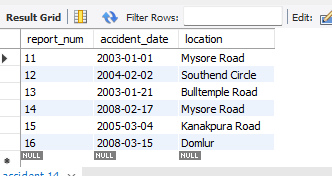 Result Grid Filter Rows: Edit:
report_num accident_date location
11 2003-01-01 Mysore Road
12 2004-02-02 Southend Circle
13 2003-01-21 Bulltemple Road
14 2008-02-17 Mysore Road
15 2005-03-04 Kanakpura Road
16 2008-03-15 Domlur
NULL NULL NULL
accident 14